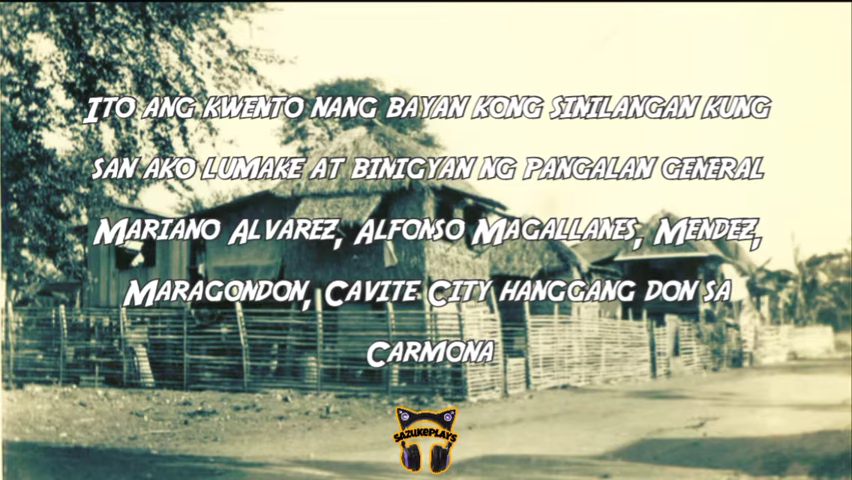 Ito ang kwento nang bayan kong sinilangan kung
san ako lumake at binigyan ng pangalan general
Mariano Alvarez, Alfonso Magallanes, Mendez,
Maragondon, Cavite City hanggang don sa
Carmona
SAZUKEPLAYS